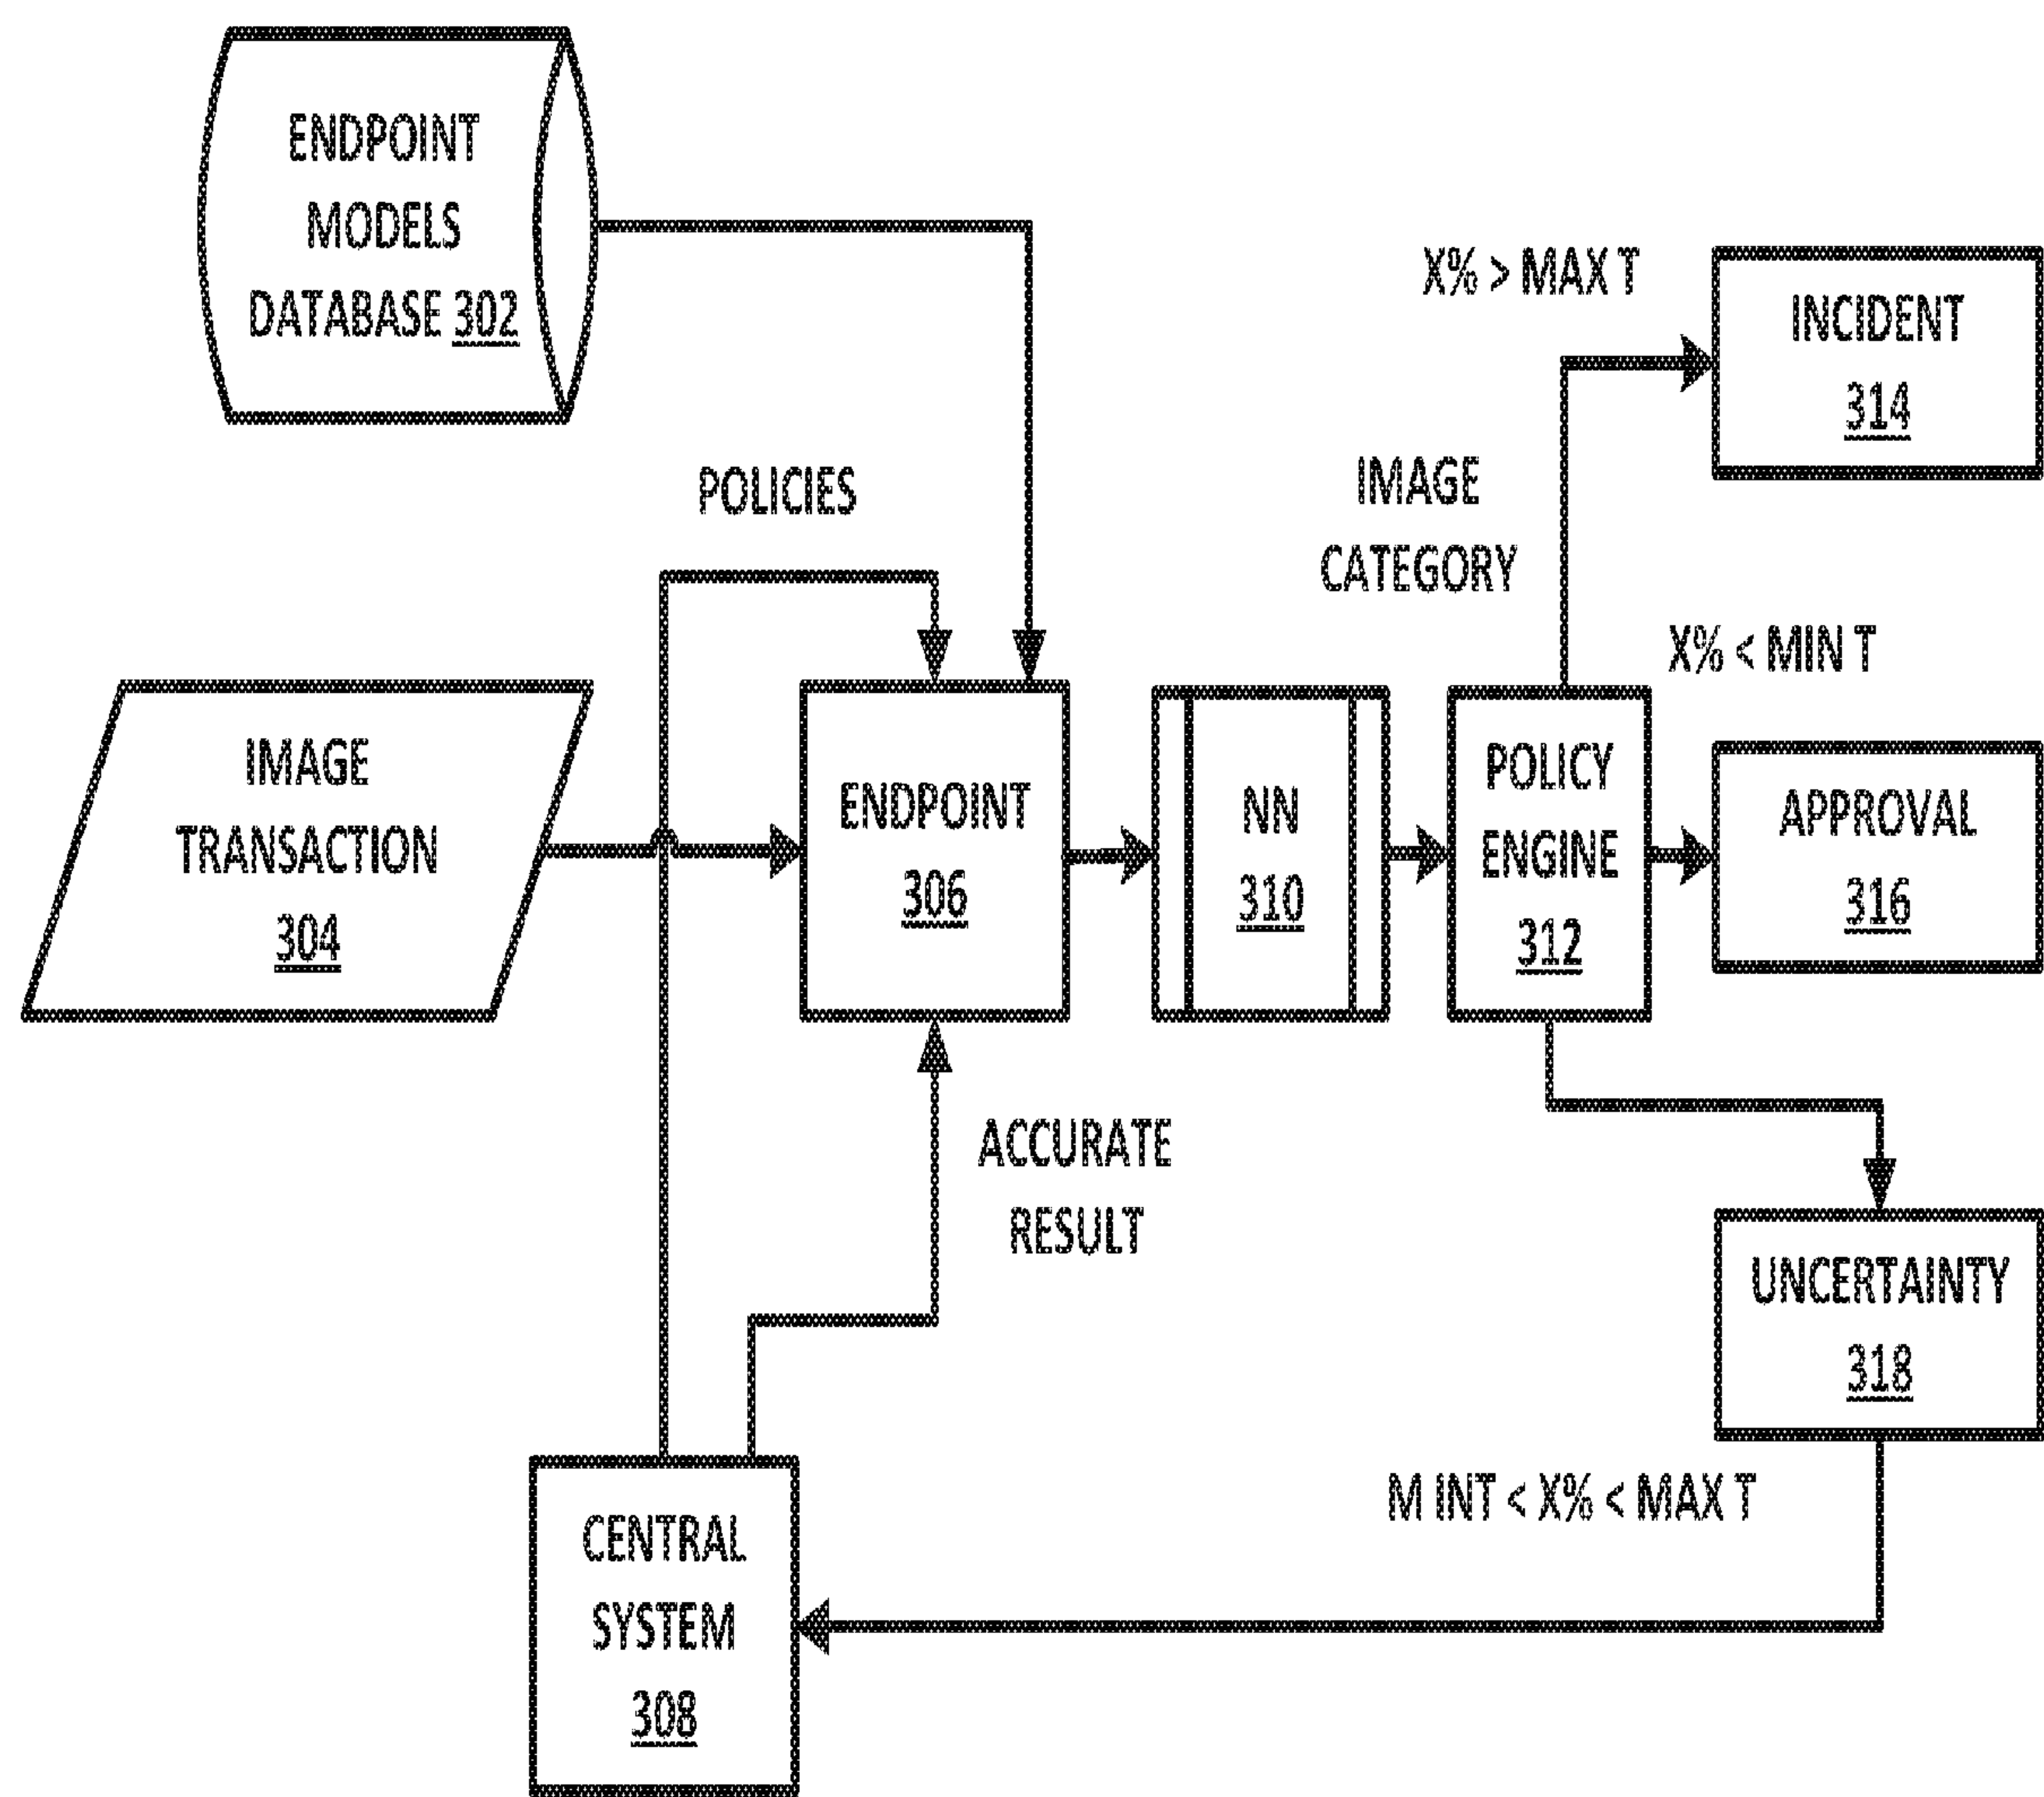 ENDPOINT
MODELS
DATABASE 302
X% > MAX T
INCIDENT
314
POLICIES
IMAGE
CATEGORY
X% < MIN T
IMAGE
TRANSACTION
304
ENDPOINT
306
NN
310
POLICY
ENGINE
312
APPROVAL
316
ACCURATE
RESULT
UNCERTAINTY
318
M INT < X% < MAX T
CENTRAL
SYSTEM
308